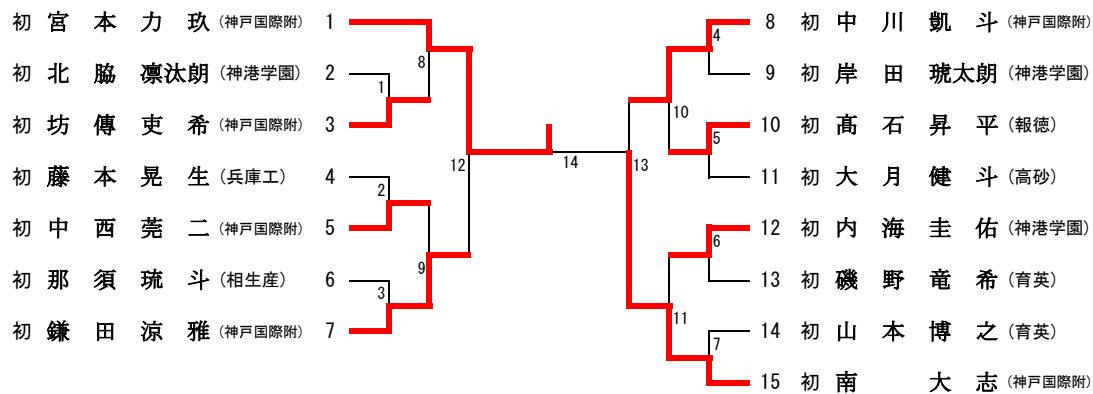 初 宮本力玖 (神戸国際附) 1
初 北脇凛汰朗 (神港学園) 2
初 坊傳吏希 (神戸国際附) 3
初 藤本晃生 (兵庫工) 4
初 中西莞二 (神戸国際附) 5
初 那須琉斗 (相生産) 6
初 鎌田涼雅 (神戸国際附) 7
1
2
3
8
9
12
14
13
10
11
4
5
6
7
8 初 中川凱斗 (神戸国際附)
9 初 岸田琥太朗 (神港学園)
10 初 髙石昇平 (報徳)
11 初 大月健斗 (高砂)
12 初 内海圭佑 (神港学園)
13 初 磯野竜希 (育英)
14 初 山本博之 (育英)
15 初 南大志 (神戸国際附)